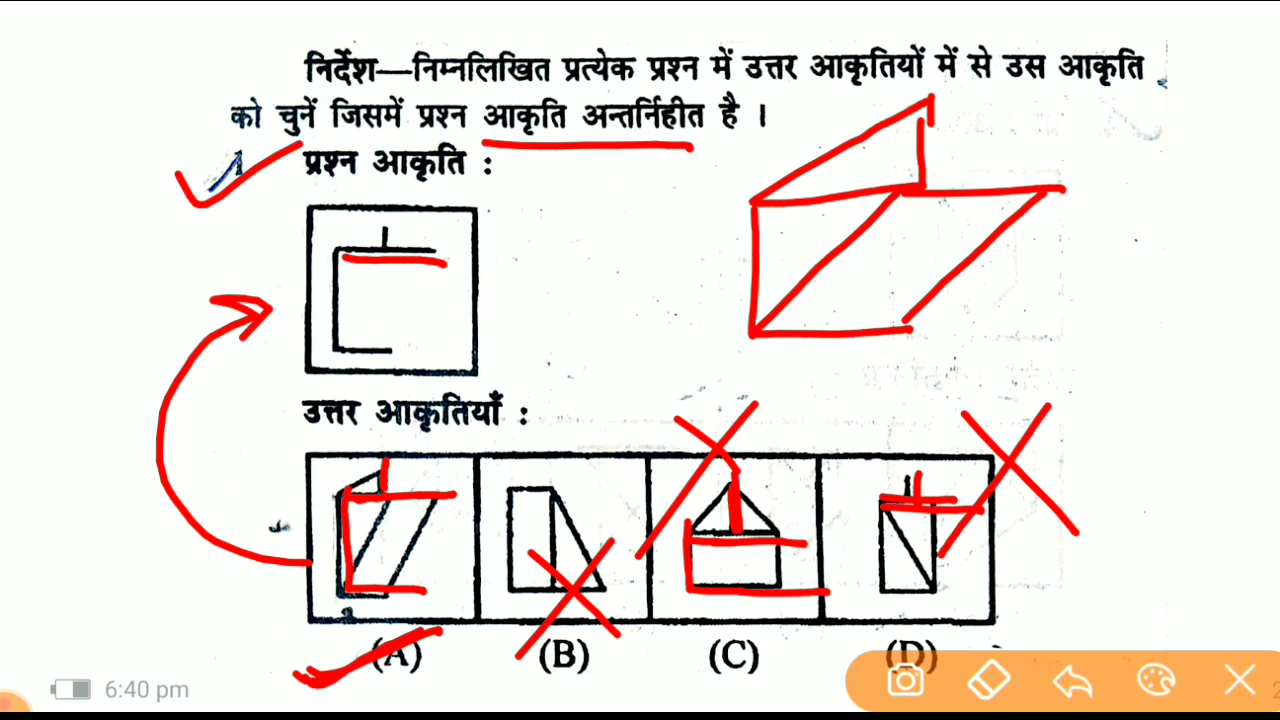 निर्देश—निम्नलिखित प्रत्येक प्रश्न में उत्तर आकृतियों में से उस आकृति
को चुनें जिसमें प्रश्न आकृति अन्तर्निहीत है ।
प्रश्न आकृति :
उत्तर आकृतियाँ :
(A) (B) (C) (D)
6:40 pm